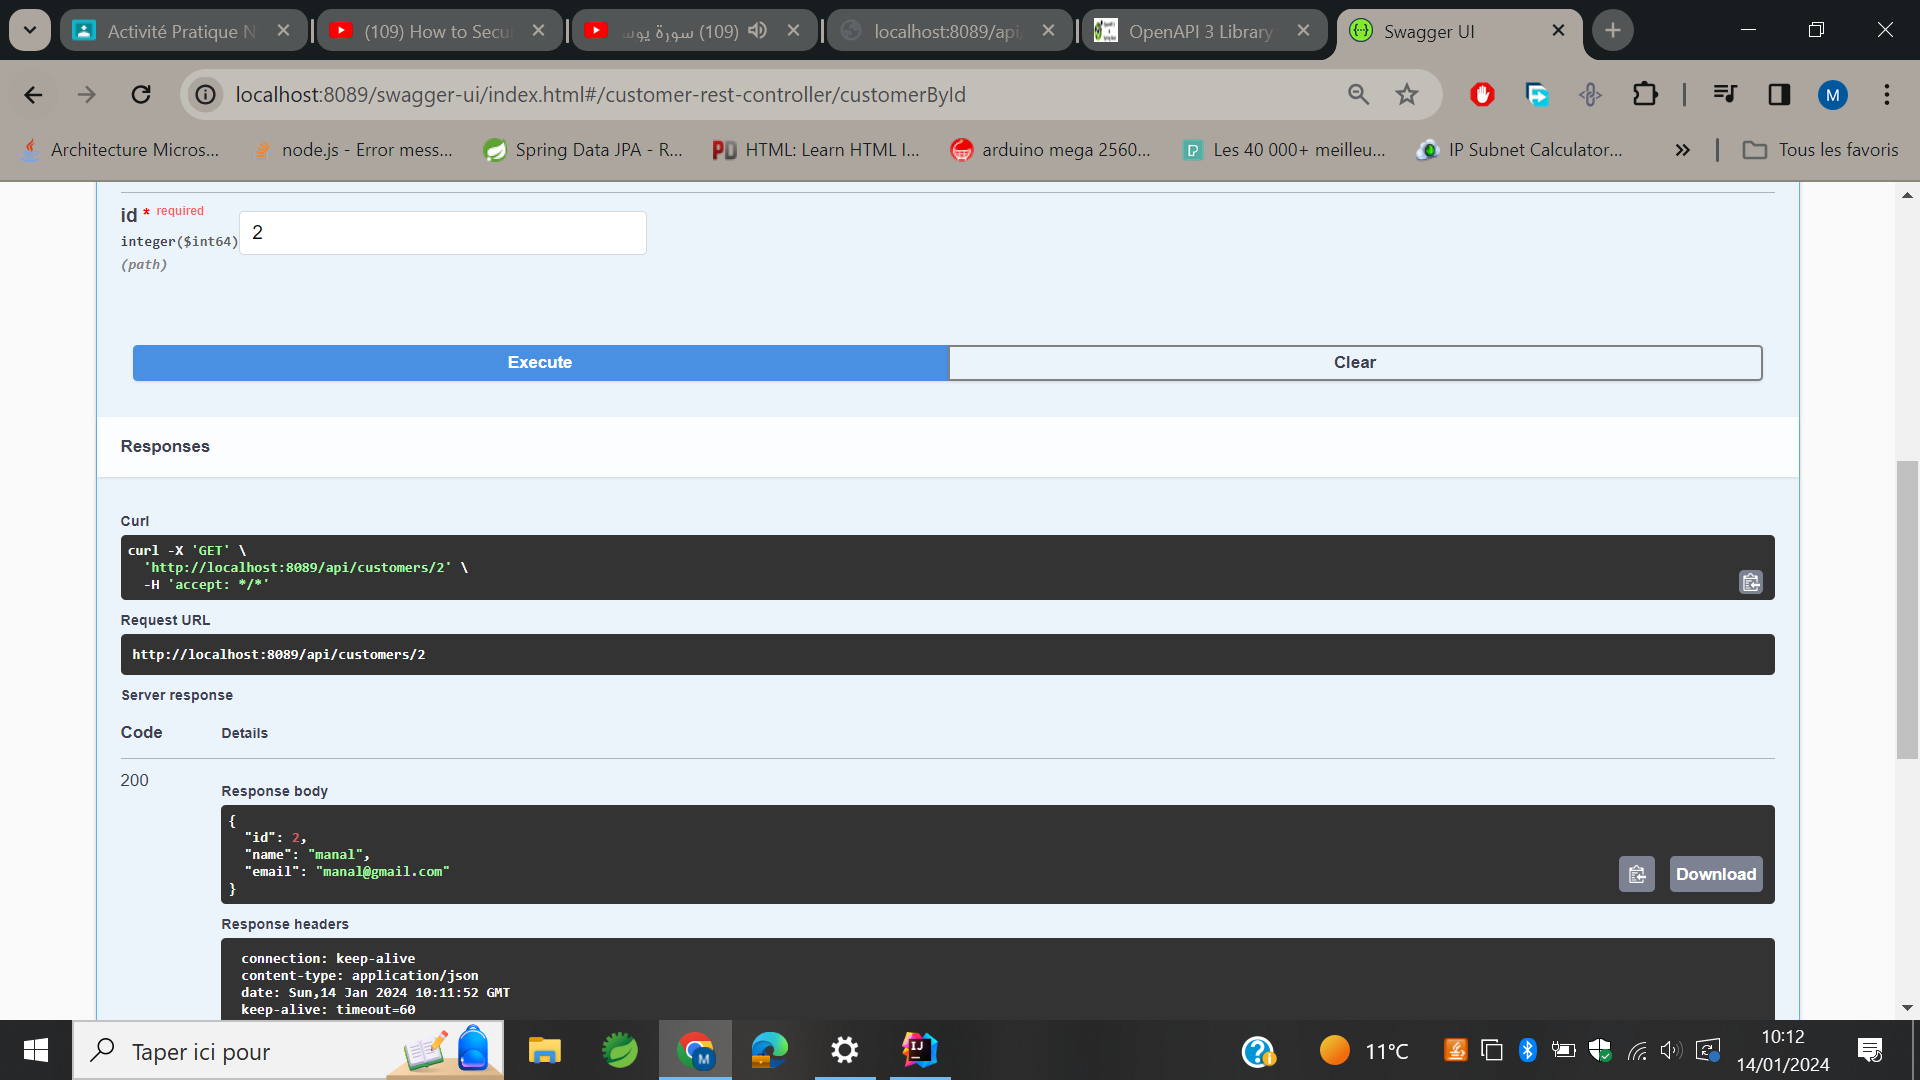 Activité Pratique N
(109) How to Secu
(109) سورة يوس
localhost:8089/api/
OpenAPI 3 Library
Swagger UI
localhost:8089/swagger-ui/index.html#/customer-rest-controller/customerById
M
Architecture Micros...
node.js - Error mess...
Spring Data JPA - R...
HTML: Learn HTML I...
arduino mega 2560...
Les 40 000+ meilleu...
IP Subnet Calculator...
Tous les favoris
id * required
integer($int64)
(path)
2
Execute
Clear
Responses
Curl
curl -X 'GET' \
'http://localhost:8089/api/customers/2' \
-H 'accept: */*'
Request URL
http://localhost:8089/api/customers/2
Server response
Code
Details
200
Response body
{
"id": 2,
"name": "manal",
"email": "manal@gmail.com"
}
Download
Response headers
connection: keep-alive
content-type: application/json
date: Sun,14 Jan 2024 10:11:52 GMT
keep-alive: timeout=60
Taper ici pour
11°C
10:12
14/01/2024